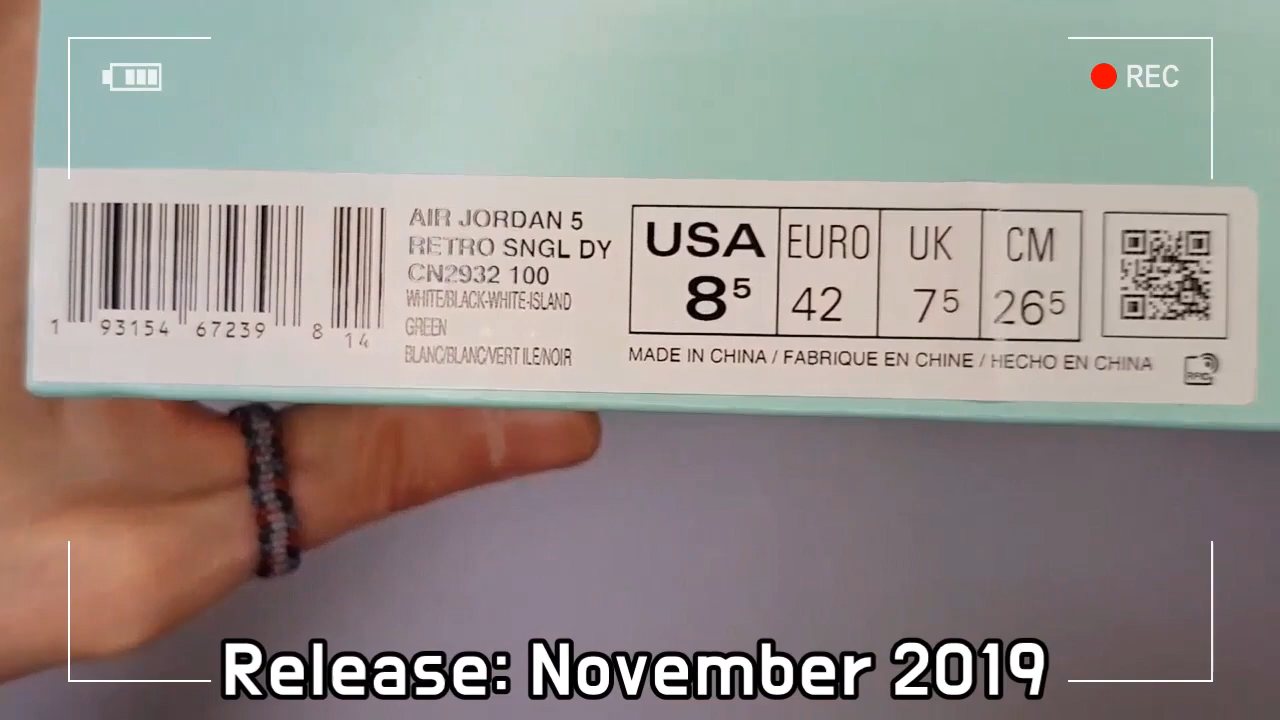 REC
AIR JORDAN 5
RETRO SNGL DY
CN2932 100
WHITE/BLACK-WHITE-ISLAND
GREEN
BLANC/BLANC/VERT ILE/NOIR
1 93154 67239 8 14
USA EURO UK CM
8⁵ 42 7⁵ 26⁵
MADE IN CHINA / FABRIQUE EN CHINE / HECHO EN CHINA
RFID
Release: November 2019